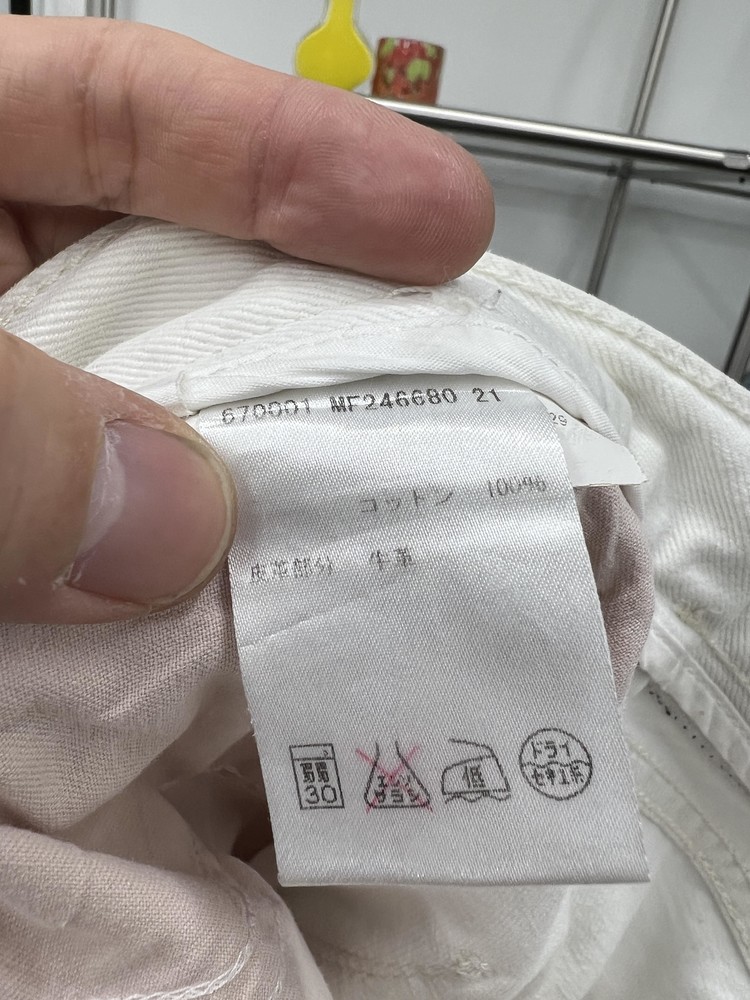 670001 MF246680 21
29
コットン 100%
皮革部分 牛革
弱
30
エンソ
サラシ
低
ドライ
セキユ系